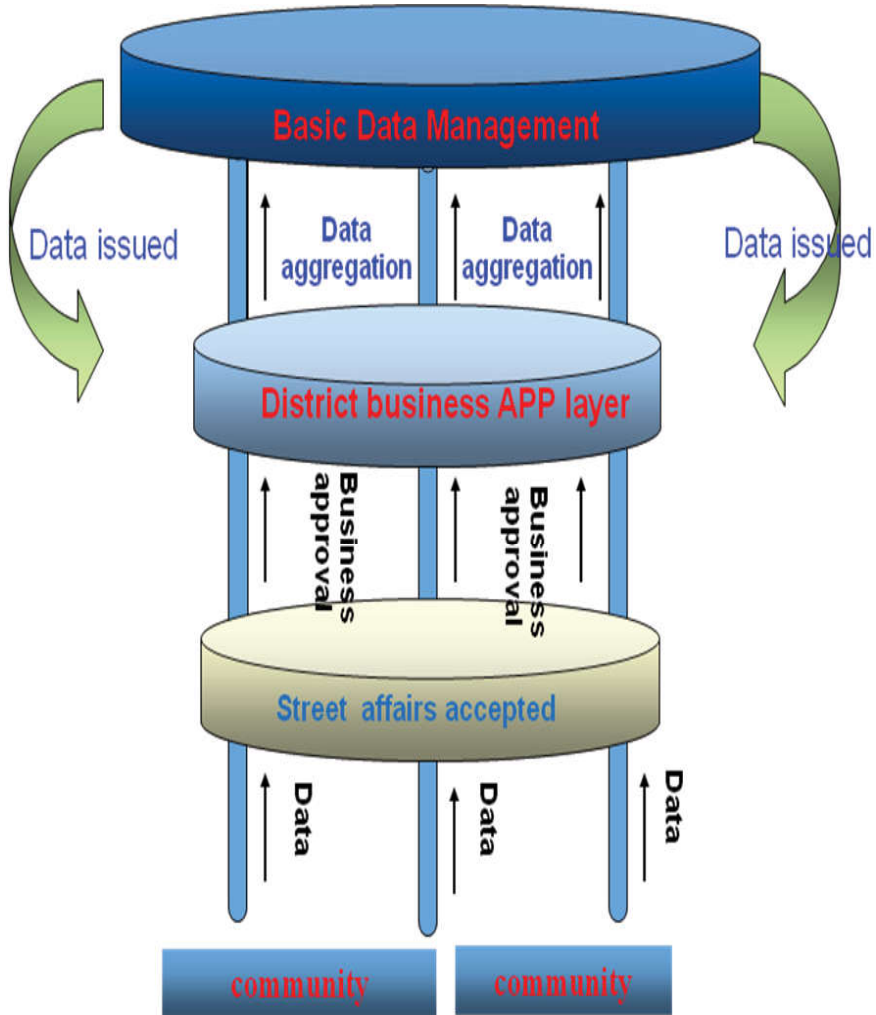 Basic Data Management
Data issued
Data
aggregation
Data
aggregation
Data issued
District business APP layer
Business
approval
Business
approval
Street affairs accepted
Data
Data
Data
community
community